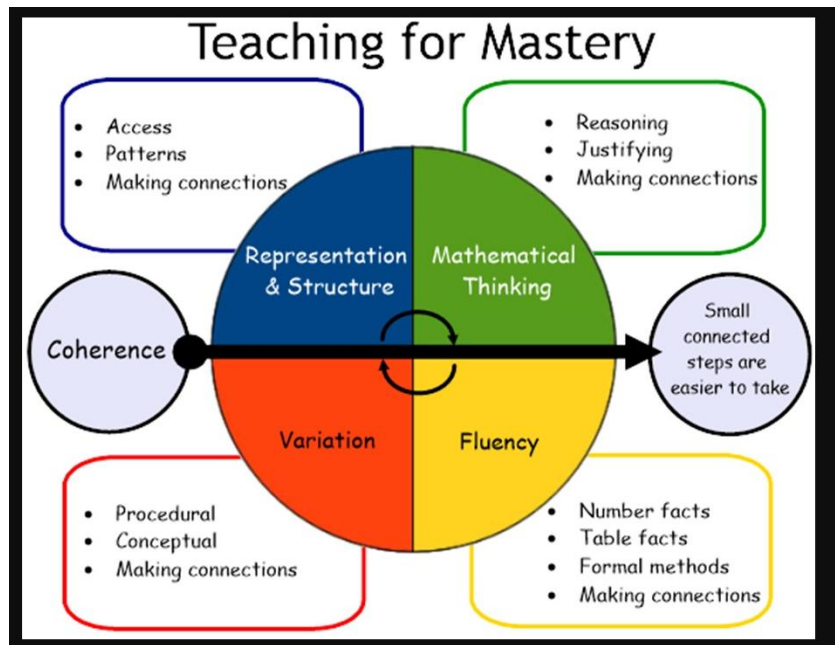 Teaching for Mastery
• Access
• Patterns
• Making connections
• Reasoning
• Justifying
• Making connections
Representation
& Structure
Mathematical
Thinking
Coherence
Small
connected
steps are
easier to take
Variation
Fluency
• Procedural
• Conceptual
• Making connections
• Number facts
• Table facts
• Formal methods
• Making connections